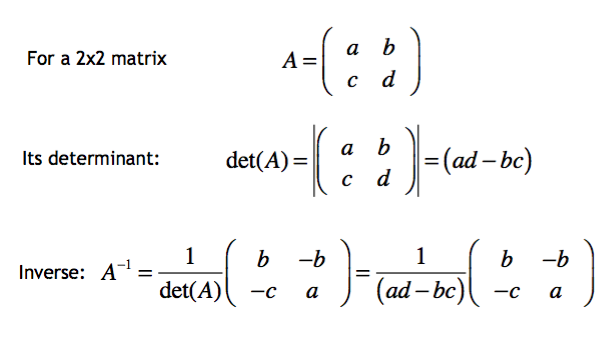 For a 2x2 matrix A = ( a b
c d )
Its determinant: det(A) = |( a b
c d )| = (ad – bc)
Inverse: A⁻¹ = 1/det(A) ( b –b
–c a ) = 1/(ad – bc) ( b –b
–c a )